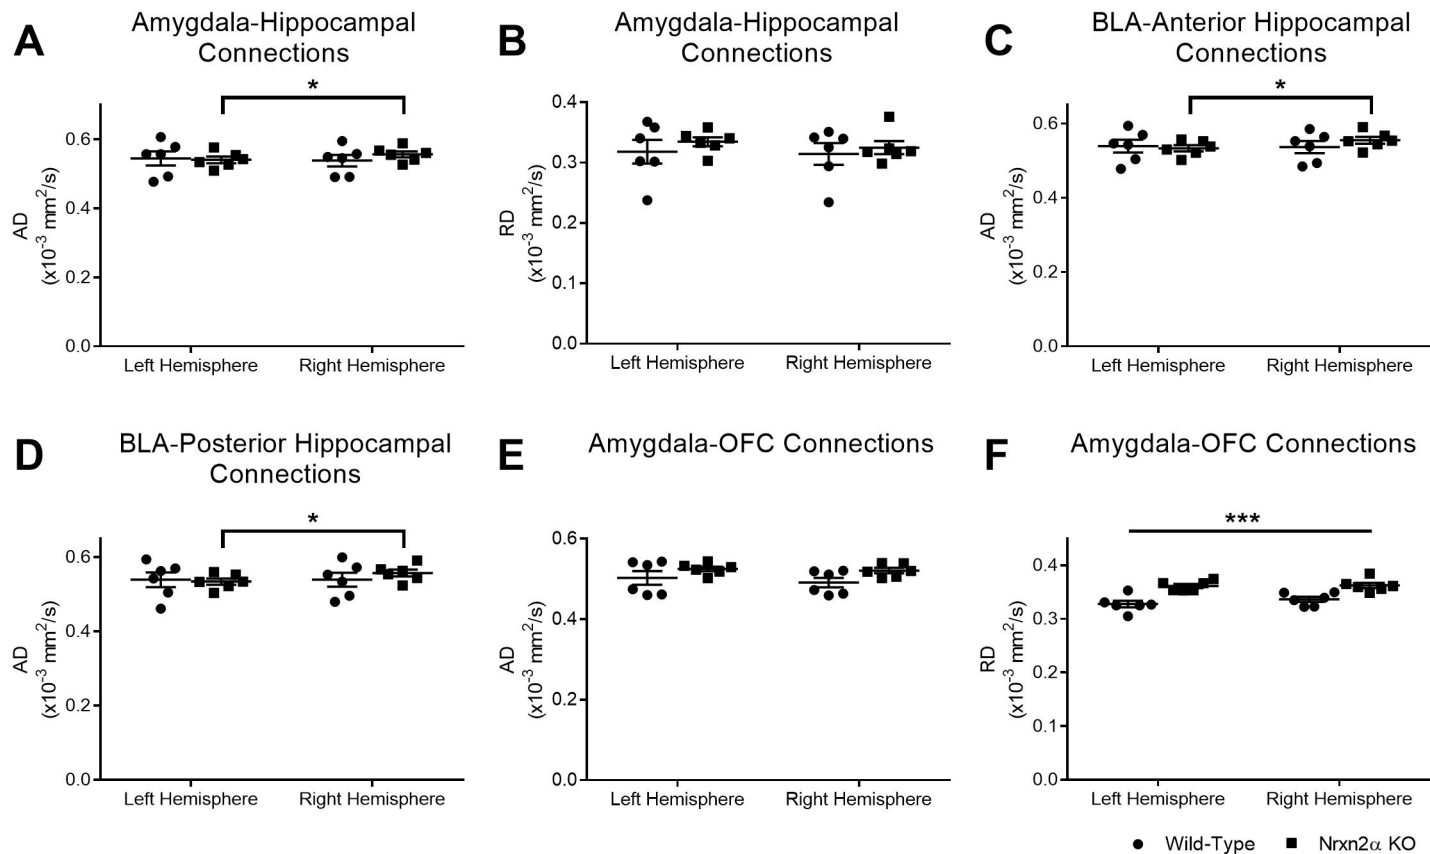 A
Amygdala-Hippocampal
Connections
*
0.6
0.4
0.2
0.0
AD
(x10⁻³ mm²/s)
Left Hemisphere
Right Hemisphere
B
Amygdala-Hippocampal
Connections
0.4
0.3
0.2
0.1
0.0
RD
(x10⁻³ mm²/s)
Left Hemisphere
Right Hemisphere
C
BLA-Anterior Hippocampal
Connections
*
0.6
0.4
0.2
0.0
AD
(x10⁻³ mm²/s)
Left Hemisphere
Right Hemisphere
D
BLA-Posterior Hippocampal
Connections
*
0.6
0.4
0.2
0.0
AD
(x10⁻³ mm²/s)
Left Hemisphere
Right Hemisphere
E
Amygdala-OFC Connections
0.6
0.4
0.2
0.0
AD
(x10⁻³ mm²/s)
Left Hemisphere
Right Hemisphere
F
Amygdala-OFC Connections
***
0.4
0.3
0.2
0.1
0.0
RD
(x10⁻³ mm²/s)
Left Hemisphere
Right Hemisphere
Wild-Type
Nrxn2α KO